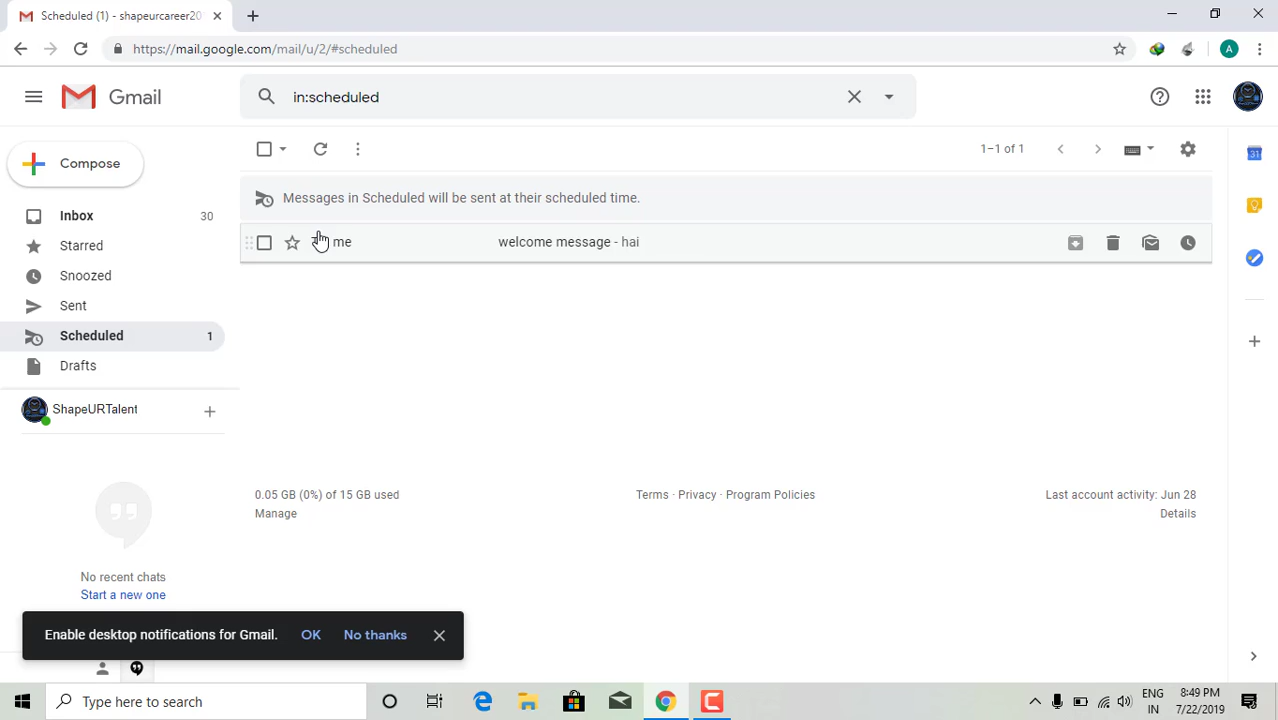 Scheduled (1) - shapeurcareer20
https://mail.google.com/mail/u/2/#scheduled
A
Gmail
in:scheduled
Compose
1–1 of 1
31
Messages in Scheduled will be sent at their scheduled time.
Inbox 30
me welcome message - hai
Starred
Snoozed
Sent
Scheduled 1
Drafts
ShapeURTalent
0.05 GB (0%) of 15 GB used
Manage
Terms · Privacy · Program Policies
Last account activity: Jun 28
Details
No recent chats
Start a new one
Enable desktop notifications for Gmail. OK No thanks
Type here to search
ENG
IN
8:49 PM
7/22/2019